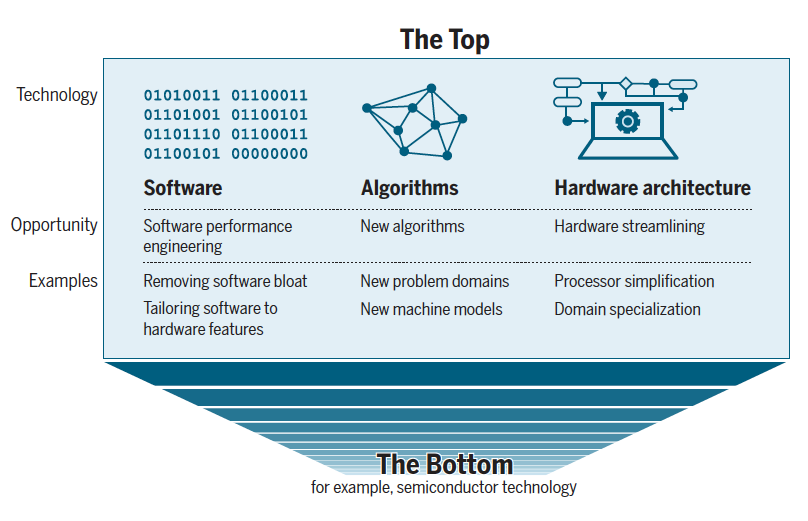 The Top
Technology
01010011 01100011
01101001 01100101
01101110 01100011
01100101 00000000
Software
Algorithms
Hardware architecture
Opportunity
Software performance
engineering
New algorithms
Hardware streamlining
Examples
Removing software bloat
New problem domains
Processor simplification
Tailoring software to
hardware features
New machine models
Domain specialization
The Bottom
for example, semiconductor technology